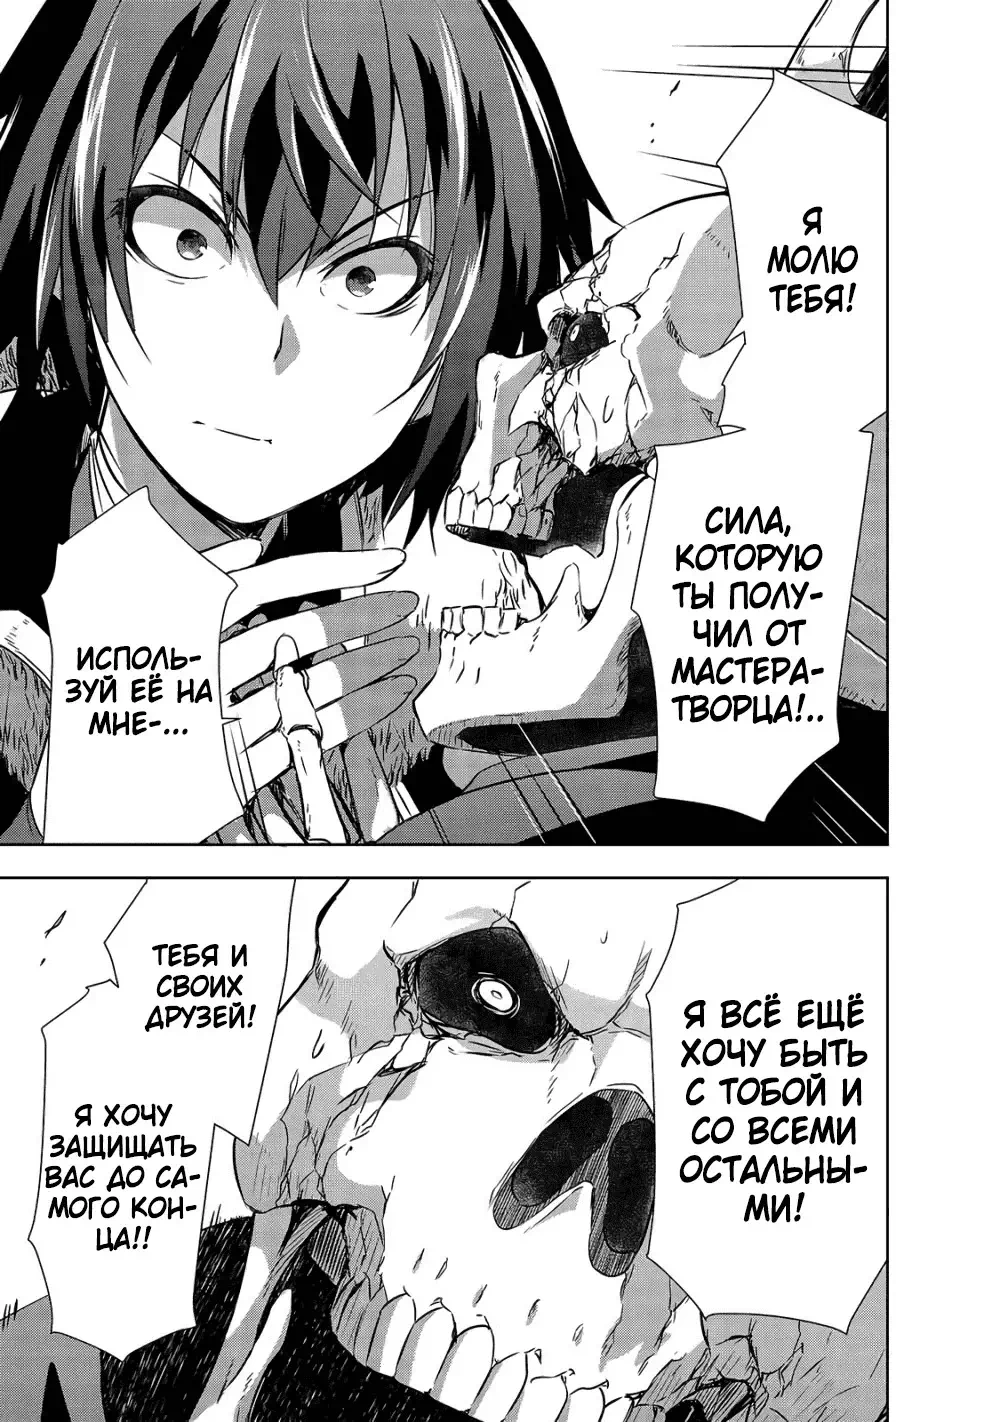 Я
МОЛЮ
ТЕБЯ!
СИЛА,
КОТОРУЮ
ТЫ ПОЛУ-
ЧИЛ ОТ
МАСТЕРА-
ТВОРЦА!..
ИСПОЛЬ-
ЗУЙ ЕЁ НА
МНЕ-...
Я ВСЁ ЕЩЁ
ХОЧУ БЫТЬ
С ТОБОЙ И
СО ВСЕМИ
ОСТАЛЬНЫ-
МИ!
ТЕБЯ И
СВОИХ
ДРУЗЕЙ!
Я ХОЧУ
ЗАЩИЩАТЬ
ВАС ДО СА-
МОГО КОН-
ЦА!!